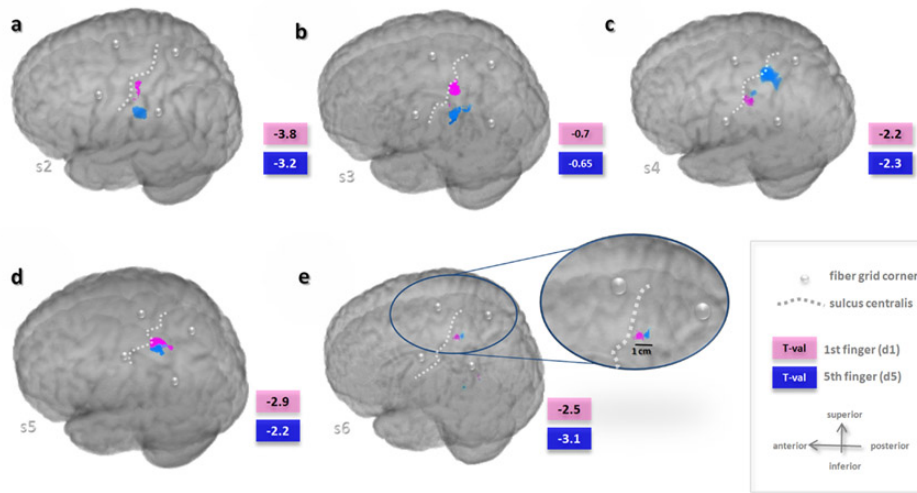 a
s2
-3.8
-3.2
b
s3
-0.7
-0.65
c
s4
-2.2
-2.3
d
s5
-2.9
-2.2
e
s6
-2.5
-3.1
1 cm
fiber grid corner
sulcus centralis
T-val 1st finger (d1)
T-val 5th finger (d5)
superior
anterior posterior
inferior